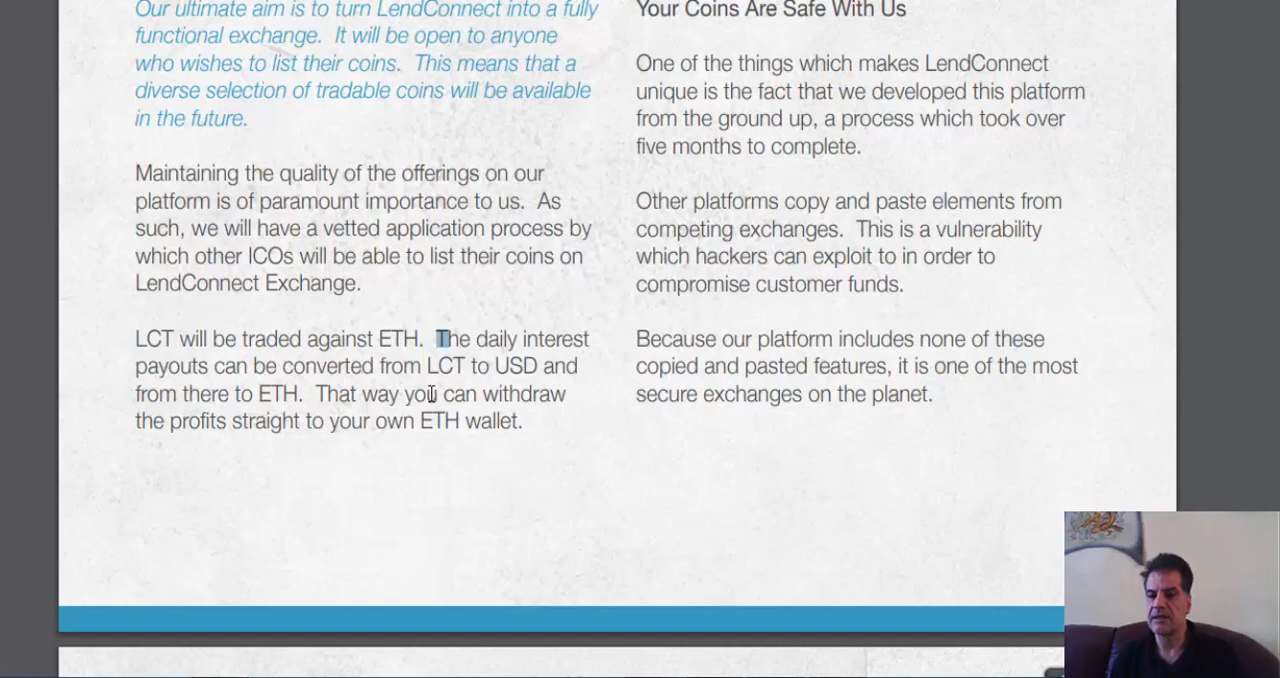 Our ultimate aim is to turn LendConnect into a fully
functional exchange.  It will be open to anyone
who wishes to list their coins.  This means that a
diverse selection of tradable coins will be available
in the future.
Maintaining the quality of the offerings on our
platform is of paramount importance to us.  As
such, we will have a vetted application process by
which other ICOs will be able to list their coins on
LendConnect Exchange.
LCT will be traded against ETH.  The daily interest
payouts can be converted from LCT to USD and
from there to ETH.  That way you can withdraw
the profits straight to your own ETH wallet.
Your Coins Are Safe With Us
One of the things which makes LendConnect
unique is the fact that we developed this platform
from the ground up, a process which took over
five months to complete.
Other platforms copy and paste elements from
competing exchanges.  This is a vulnerability
which hackers can exploit to in order to
compromise customer funds.
Because our platform includes none of these
copied and pasted features, it is one of the most
secure exchanges on the planet.